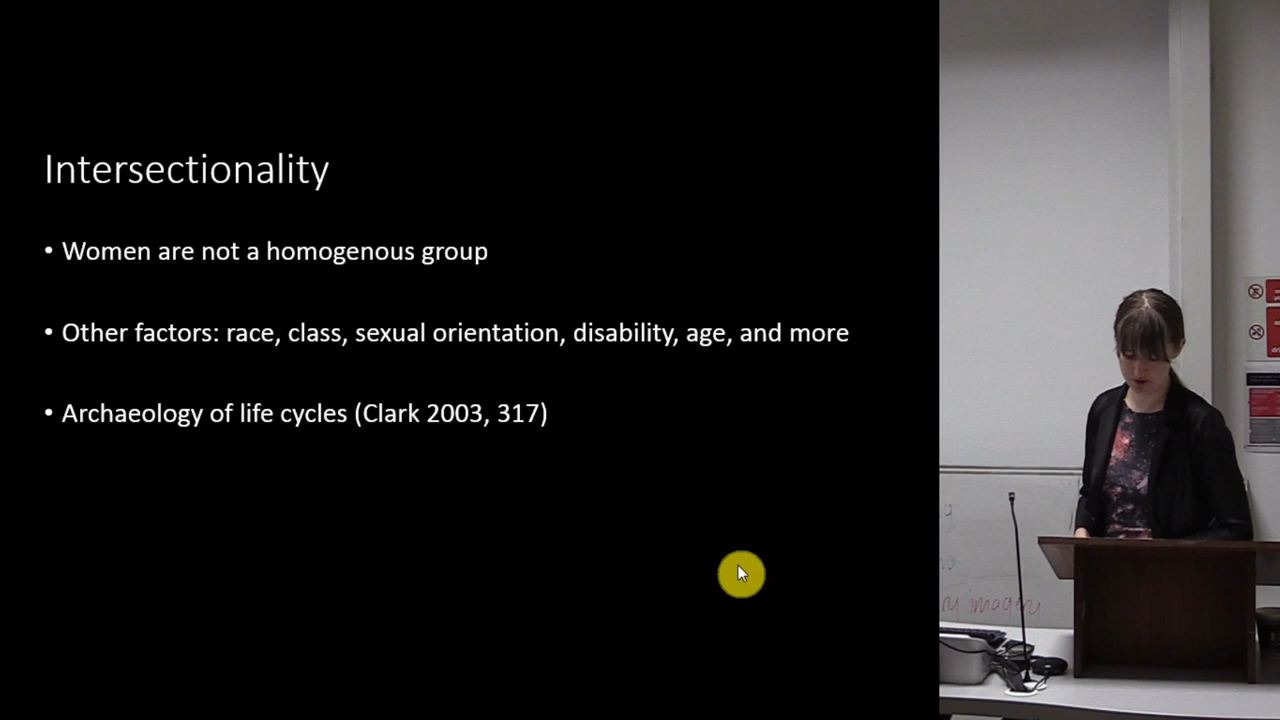 Intersectionality
• Women are not a homogenous group
• Other factors: race, class, sexual orientation, disability, age, and more
• Archaeology of life cycles (Clark 2003, 317)
imagery